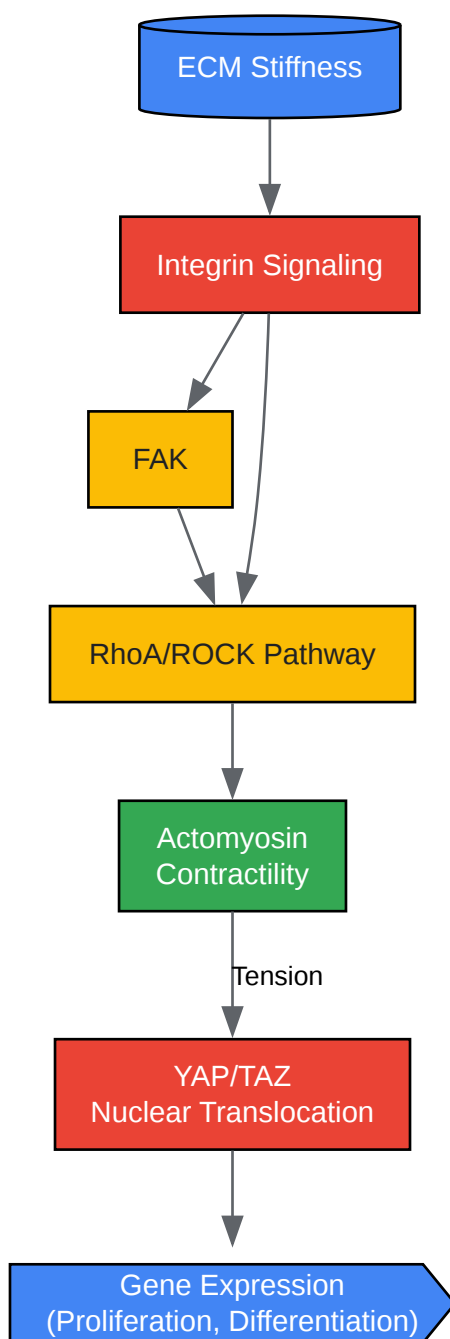 ECM Stiffness
Integrin Signaling
FAK
RhoA/ROCK Pathway
Actomyosin
Contractility
Tension
YAP/TAZ
Nuclear Translocation
Gene Expression
(Proliferation, Differentiation)